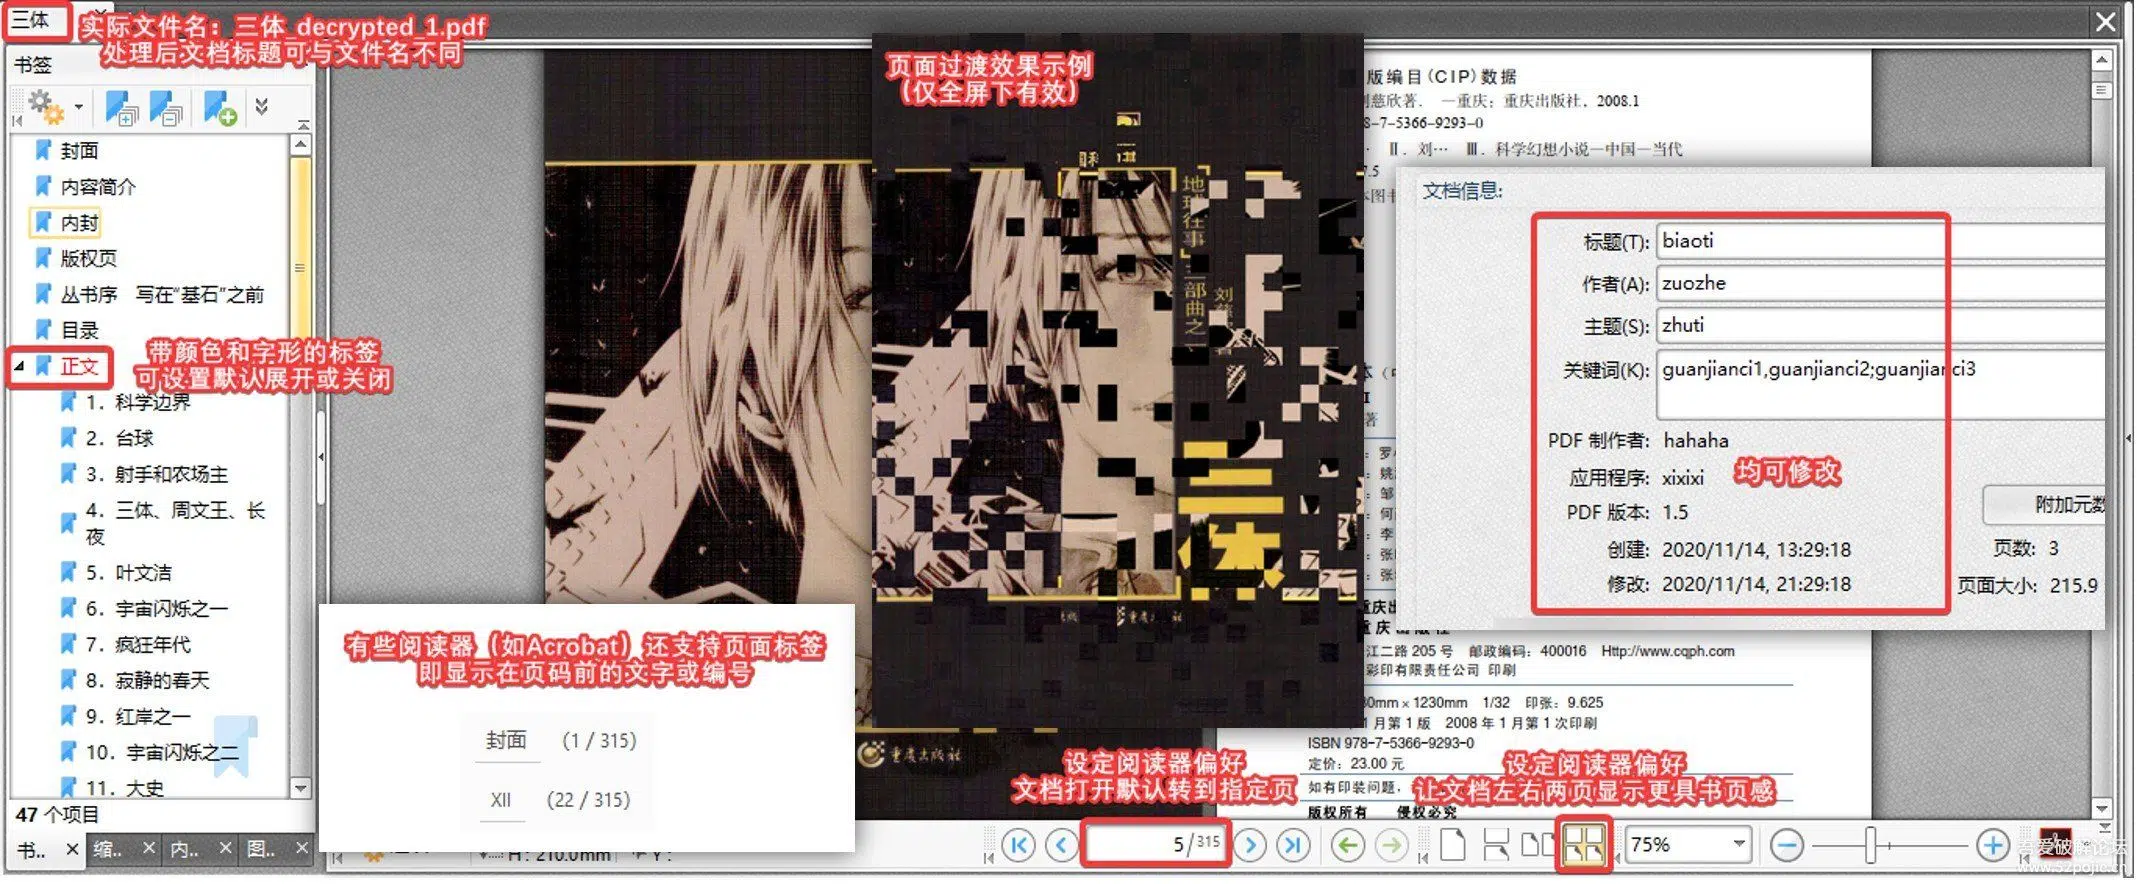 三体
实际文件名：三体_decrypted_1.pdf
处理后文档标题可与文件名不同
书签
封面
内容简介
内封
版权页
丛书序　写在“基石”之前
目录
正文
带颜色和字形的标签
可设置默认展开或关闭
1. 科学边界
2. 台球
3. 射手和农场主
4. 三体、周文王、长
夜
5. 叶文洁
6. 宇宙闪烁之一
7. 疯狂年代
8. 寂静的春天
9. 红岸之一
10. 宇宙闪烁之二
11. 大史
47 个项目
书..
缩..
内..
图..
有些阅读器（如Acrobat）还支持页面标签
即显示在页码前的文字或编号
封面 (1 / 315)
XII (22 / 315)
页面过渡效果示例
（仅全屏下有效）
地球往事
三部曲之一
三体
重庆出版社
版编目(CIP)数据
刘慈欣著. —重庆：重庆出版社，2008.1
8-7-5366-9293-0
Ⅱ. 刘… Ⅲ. 科学幻想小说—中国—当代
文档信息:
标题(T): biaoti
作者(A): zuozhe
主题(S): zhuti
关键词(K): guanjianci1,guanjianci2;guanjianci3
PDF 制作者: hahaha
应用程序: xixixi
均可修改
PDF 版本: 1.5
创建: 2020/11/14, 13:29:18
修改: 2020/11/14, 21:29:18
附加元数
页数: 3
页面大小: 215.9
江二路 205 号　邮政编码：400016　Http://www.cqph.com
彩印有限责任公司 印刷
0mm × 1230mm　1/32　印张：9.625
1 月第 1 版　2008 年 1 月第 1 次印刷
ISBN 978-7-5366-9293-0
定价：23.00 元
如有印装问题，
版权所有　侵权必究
设定阅读器偏好
文档打开默认转到指定页
设定阅读器偏好
让文档左右两页显示更具书页感
H: 210.0mm
Y:
5 / 315
75%
吾爱破解论坛
www.52pojie.cn